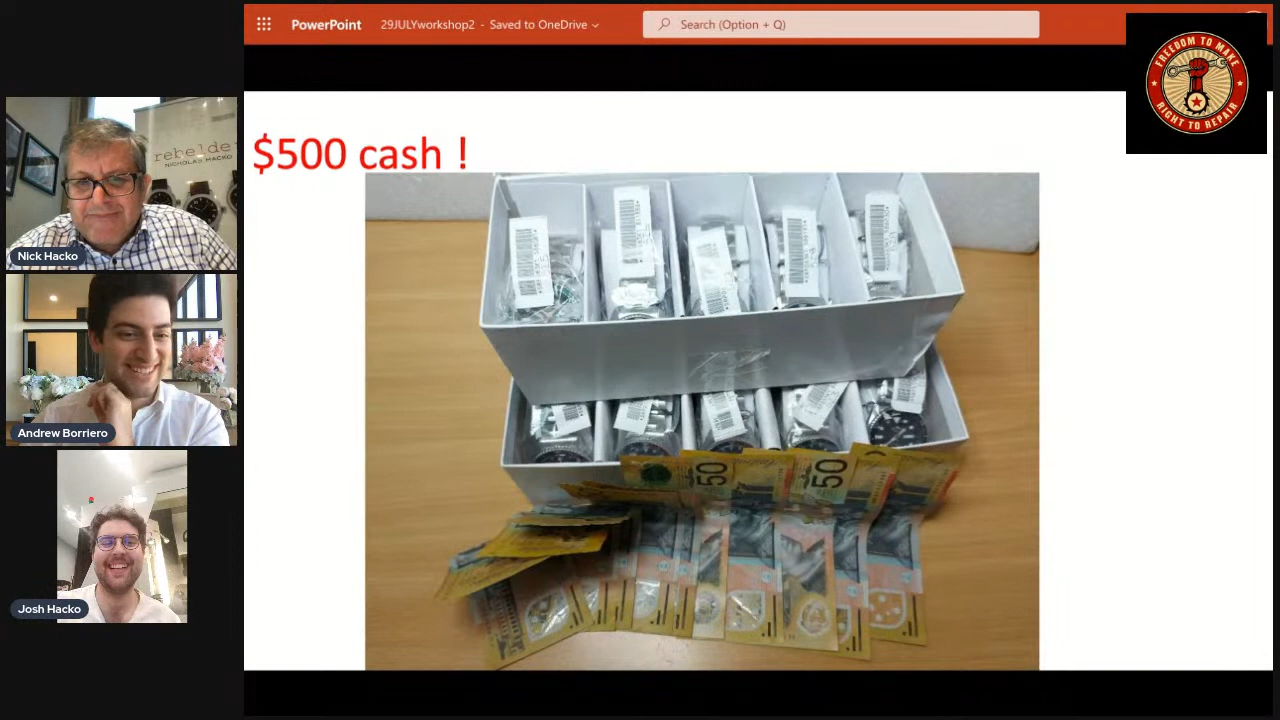 PowerPoint 29JULYworkshop2 - Saved to OneDrive Search (Option + Q)
FREEDOM TO MAKE
RIGHT TO REPAIR
$500 cash !
rebelde
NICHOLAS HACKO
Nick Hacko
50 50
Andrew Borriero
Josh Hacko